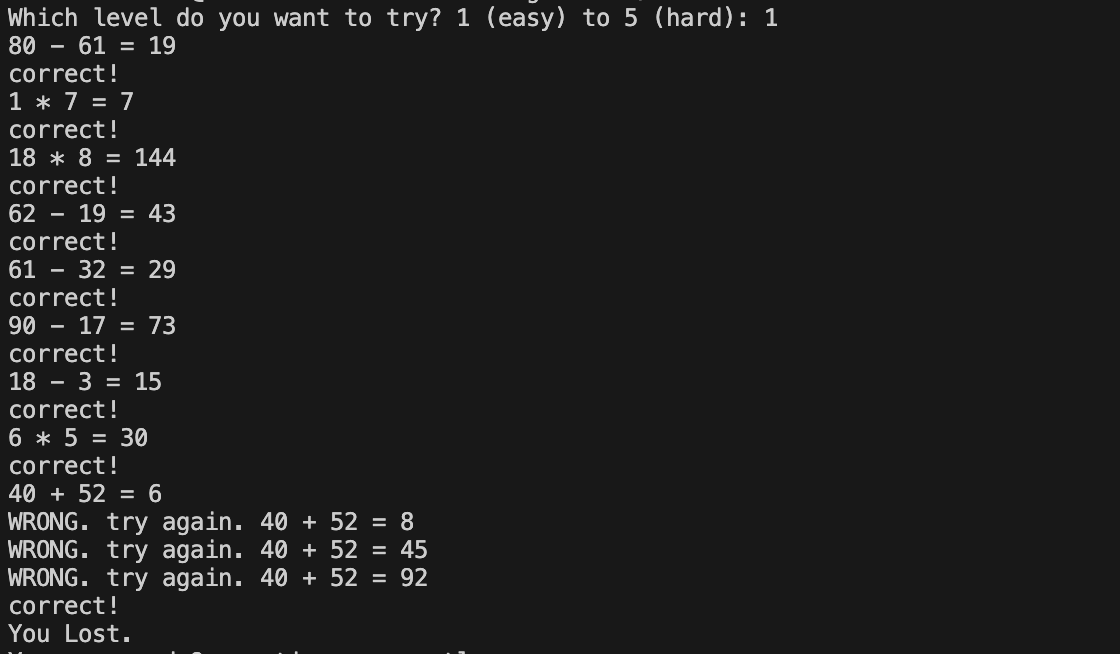 Which level do you want to try? 1 (easy) to 5 (hard): 1
80 - 61 = 19
correct!
1 * 7 = 7
correct!
18 * 8 = 144
correct!
62 - 19 = 43
correct!
61 - 32 = 29
correct!
90 - 17 = 73
correct!
18 - 3 = 15
correct!
6 * 5 = 30
correct!
40 + 52 = 6
WRONG. try again. 40 + 52 = 8
WRONG. try again. 40 + 52 = 45
WRONG. try again. 40 + 52 = 92
correct!
You Lost.